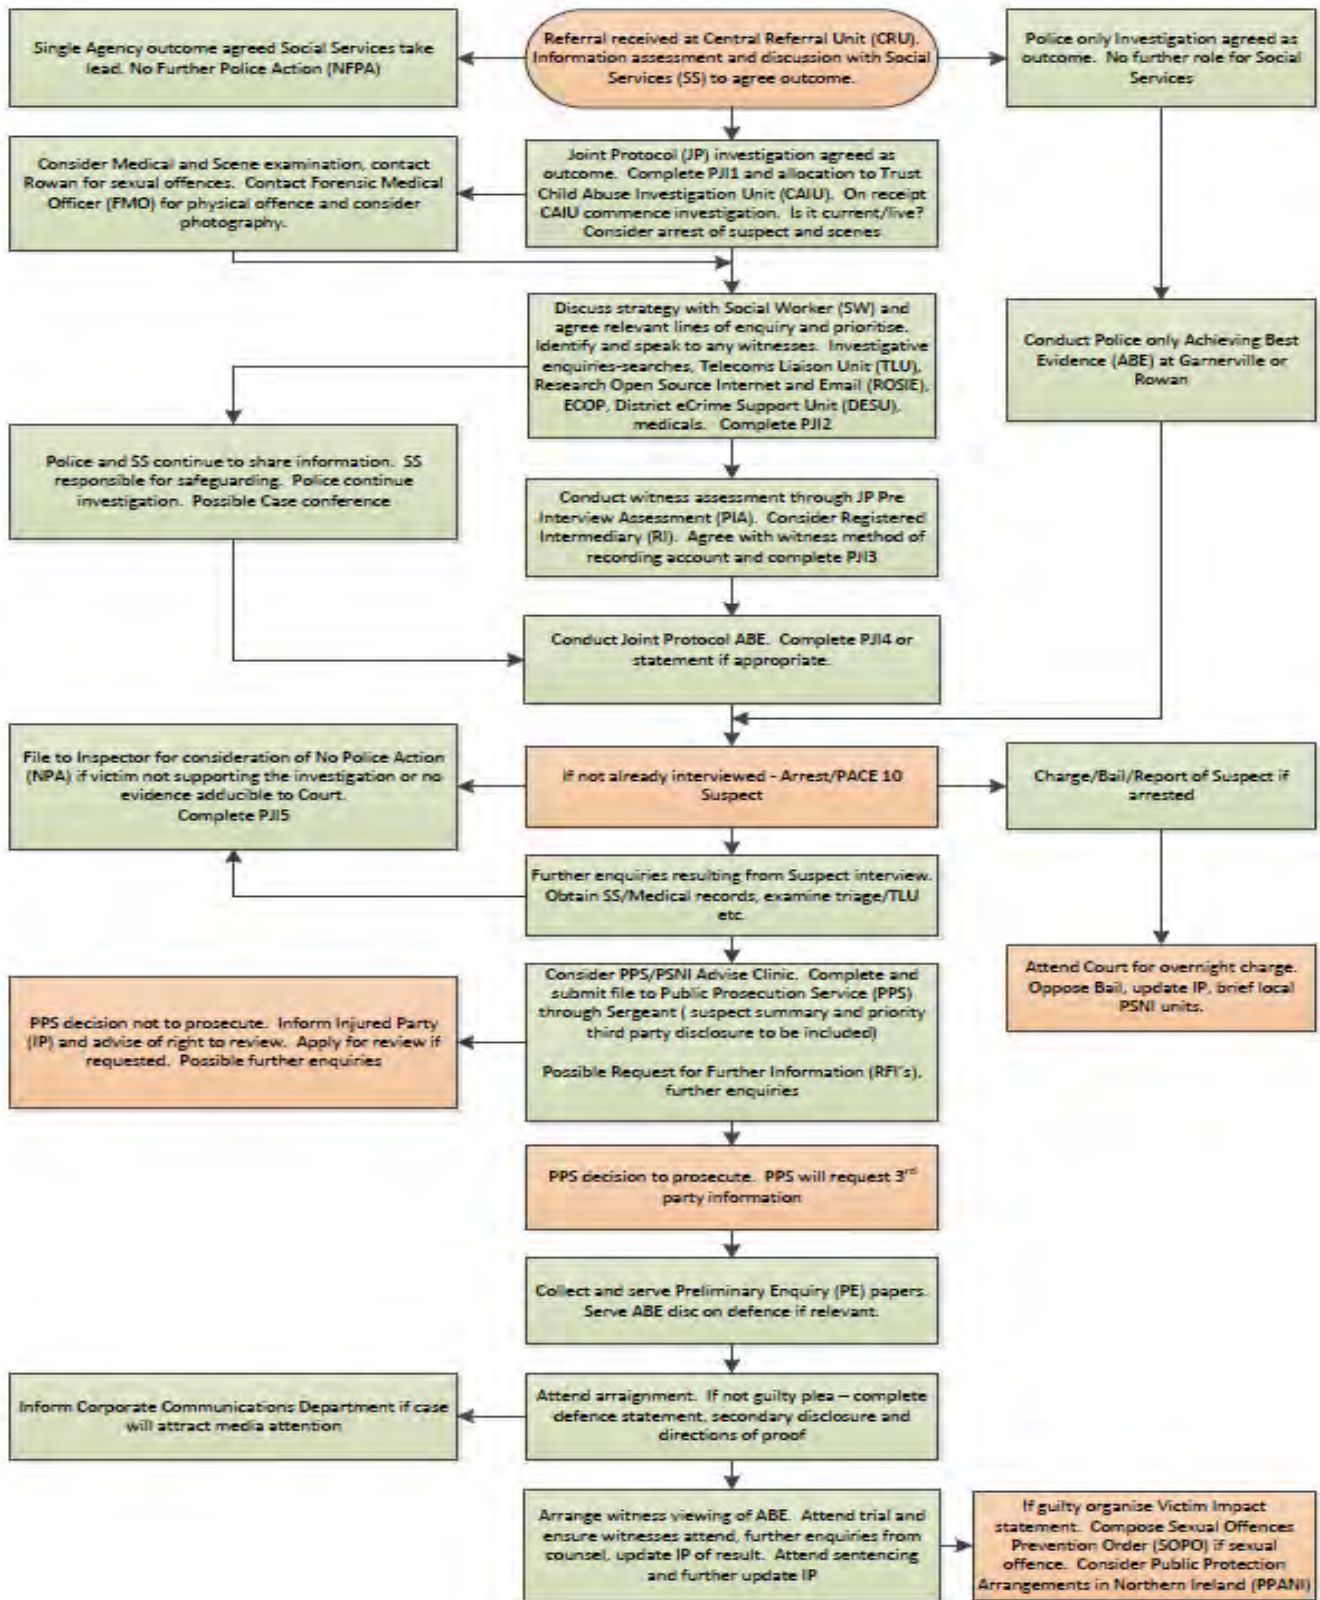 Single Agency outcome agreed Social Services take
lead. No Further Police Action (NFPA)
Referral received at Central Referral Unit (CRU).
Information assessment and discussion with Social
Services (SS) to agree outcome.
Police only Investigation agreed as
outcome. No further role for Social
Services
Consider Medical and Scene examination, contact
Rowan for sexual offences. Contact Forensic Medical
Officer (FMO) for physical offence and consider
photography.
Joint Protocol (JP) investigation agreed as
outcome. Complete PJI1 and allocation to Trust
Child Abuse Investigation Unit (CAIU). On receipt
CAIU commence investigation. Is it current/live?
Consider arrest of suspect and scenes
Discuss strategy with Social Worker (SW) and
agree relevant lines of enquiry and prioritise.
Identify and speak to any witnesses. Investigative
enquiries-searches, Telecoms Liaison Unit (TLU),
Research Open Source Internet and Email (ROSIE),
ECOP, District eCrime Support Unit (DESU),
medicals. Complete PJI2
Conduct Police only Achieving Best
Evidence (ABE) at Garnerville or
Rowan
Police and SS continue to share information. SS
responsible for safeguarding. Police continue
investigation. Possible Case conference
Conduct witness assessment through JP Pre
Interview Assessment (PIA). Consider Registered
Intermediary (RI). Agree with witness method of
recording account and complete PJI3
Conduct Joint Protocol ABE. Complete PJI4 or
statement if appropriate.
File to Inspector for consideration of No Police Action
(NPA) if victim not supporting the investigation or no
evidence adducible to Court.
Complete PJI5
If not already interviewed - Arrest/PACE 10
Suspect
Charge/Bail/Report of Suspect if
arrested
Further enquiries resulting from Suspect interview.
Obtain SS/Medical records, examine triage/TLU
etc
Attend Court for overnight charge.
Oppose Bail, update IP, brief local
PSNI units.
PPS decision not to prosecute. Inform Injured Party
(IP) and advise of right to review. Apply for review if
requested. Possible further enquiries
Consider PPS/PSNI Advise Clinic. Complete and
submit file to Public Prosecution Service (PPS)
through Sergeant ( suspect summary and priority
third party disclosure to be included)
Possible Request for Further Information (RFI's),
further enquiries
PPS decision to prosecute. PPS will request 3rd
party information
Collect and serve Preliminary Enquiry (PE) papers.
Serve ABE disc on defence if relevant.
Inform Corporate Communications Department if case
will attract media attention
Attend arraignment. If not guilty plea – complete
defence statement, secondary disclosure and
directions of proof
Arrange witness viewing of ABE. Attend trial and
ensure witnesses attend, further enquiries from
counsel, update IP of result. Attend sentencing
and further update IP
If guilty organise Victim Impact
statement. Compose Sexual Offences
Prevention Order (SOPO) if sexual
offence. Consider Public Protection
Arrangements in Northern Ireland (PPANI)